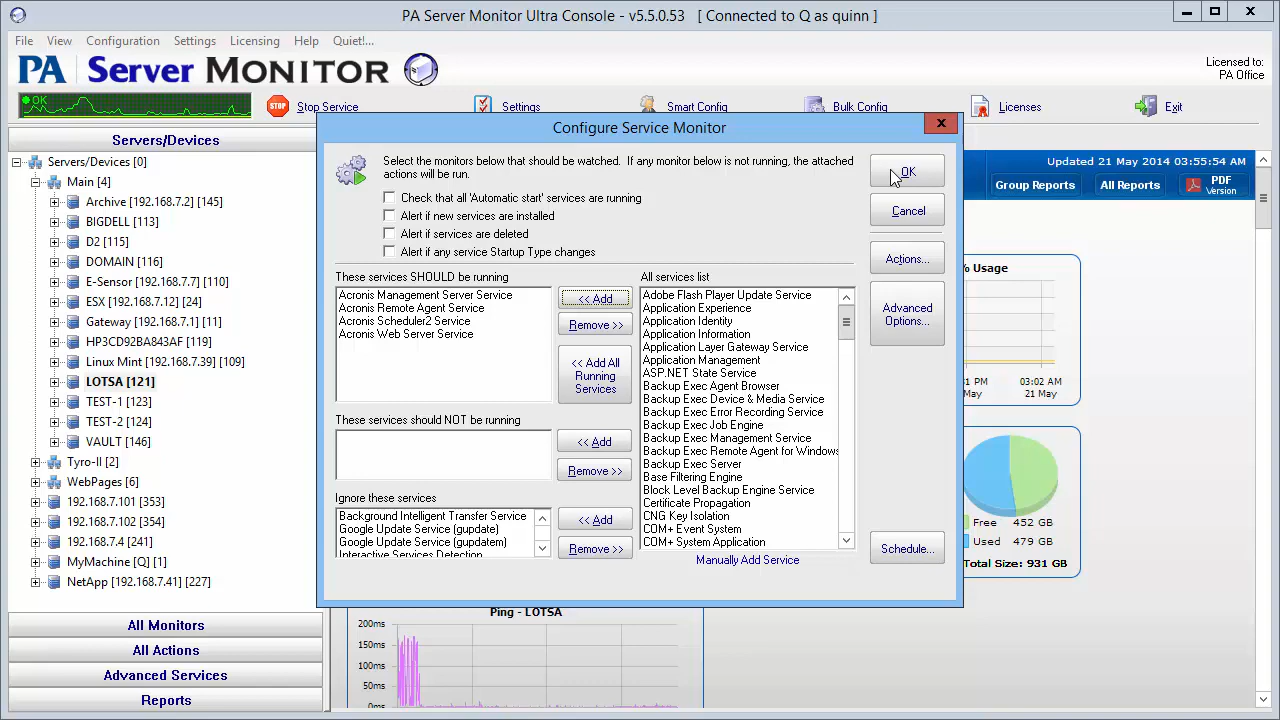 PA Server Monitor Ultra Console - v5.5.0.53 [ Connected to Q as quinn ]
File View Configuration Settings Licensing Help Quiet!...
PA Server MONITOR
Licensed to:
PA Office
OK
STOP Stop Service Settings Smart Config Bulk Config Licenses Exit
Servers/Devices
Servers/Devices [0]
Main [4]
Archive [192.168.7.2] [145]
BIGDELL [113]
D2 [115]
DOMAIN [116]
E-Sensor [192.168.7.10] [231]
ESX [192.168.7.12] [24]
Gateway [192.168.7.1] [11]
HP3CD92BA843AF [119]
Linux Mint [192.168.7.39] [109]
LOTSA [121]
TEST-1 [123]
TEST-2 [124]
VAULT [146]
Tyro-II [2]
WebPages [6]
192.168.7.101 [353]
192.168.7.102 [354]
192.168.7.4 [241]
MyMachine [Q] [1]
NetApp [192.168.7.41] [227]
All Monitors
All Actions
Advanced Services
Reports
Configure Service Monitor
Select the monitors below that should be watched. If any monitor below is not running, the attached
actions will be run.
Check that all 'Automatic start' services are running
Alert if new services are installed
Alert if services are deleted
Alert if any service Startup Type changes
OK
Cancel
Actions...
Advanced
Options...
Schedule...
These services SHOULD be running
Acronis Management Server Service
Acronis Remote Agent Service
Acronis Scheduler2 Service
Acronis Web Server Service
<< Add
Remove >>
<< Add All
Running
Services
These services should NOT be running
<< Add
Remove >>
Ignore these services
Background Intelligent Transfer Service
Google Update Service (gupdate)
Google Update Service (gupdatem)
Interactive Services Detection
<< Add
Remove >>
All services list
Adobe Flash Player Update Service
Application Experience
Application Identity
Application Information
Application Layer Gateway Service
Application Management
ASP.NET State Service
Backup Exec Agent Browser
Backup Exec Device & Media Service
Backup Exec Error Recording Service
Backup Exec Job Engine
Backup Exec Management Service
Backup Exec Remote Agent for Windows
Backup Exec Server
Base Filtering Engine
Block Level Backup Engine Service
Certificate Propagation
CNG Key Isolation
COM+ Event System
COM+ System Application
Manually Add Service
Updated 21 May 2014 03:55:54 AM
Group Reports All Reports PDF
Version
% Usage
PM 03:02 AM
May 21 May
Free 452 GB
Used 479 GB
Total Size: 931 GB
Ping - LOTSA
200ms
150ms
100ms
50ms